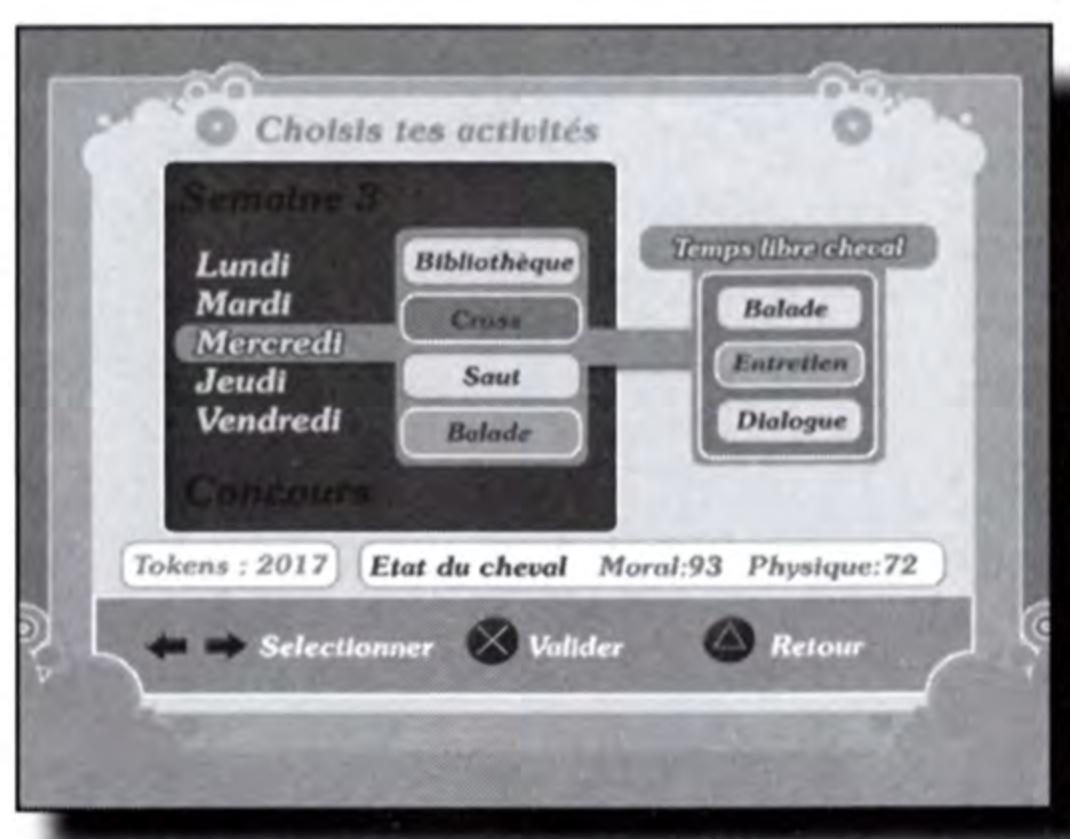 Choisis tes activités
Semaine 3
Lundi
Mardi
Mercredi
Jeudi
Vendredi
Bibliothèque
Cross
Saut
Balade
Temps libre cheval
Balade
Entretien
Dialogue
Concours
Tokens : 2017
Etat du cheval Moral:93 Physique:72
Selectionner Valider Retour